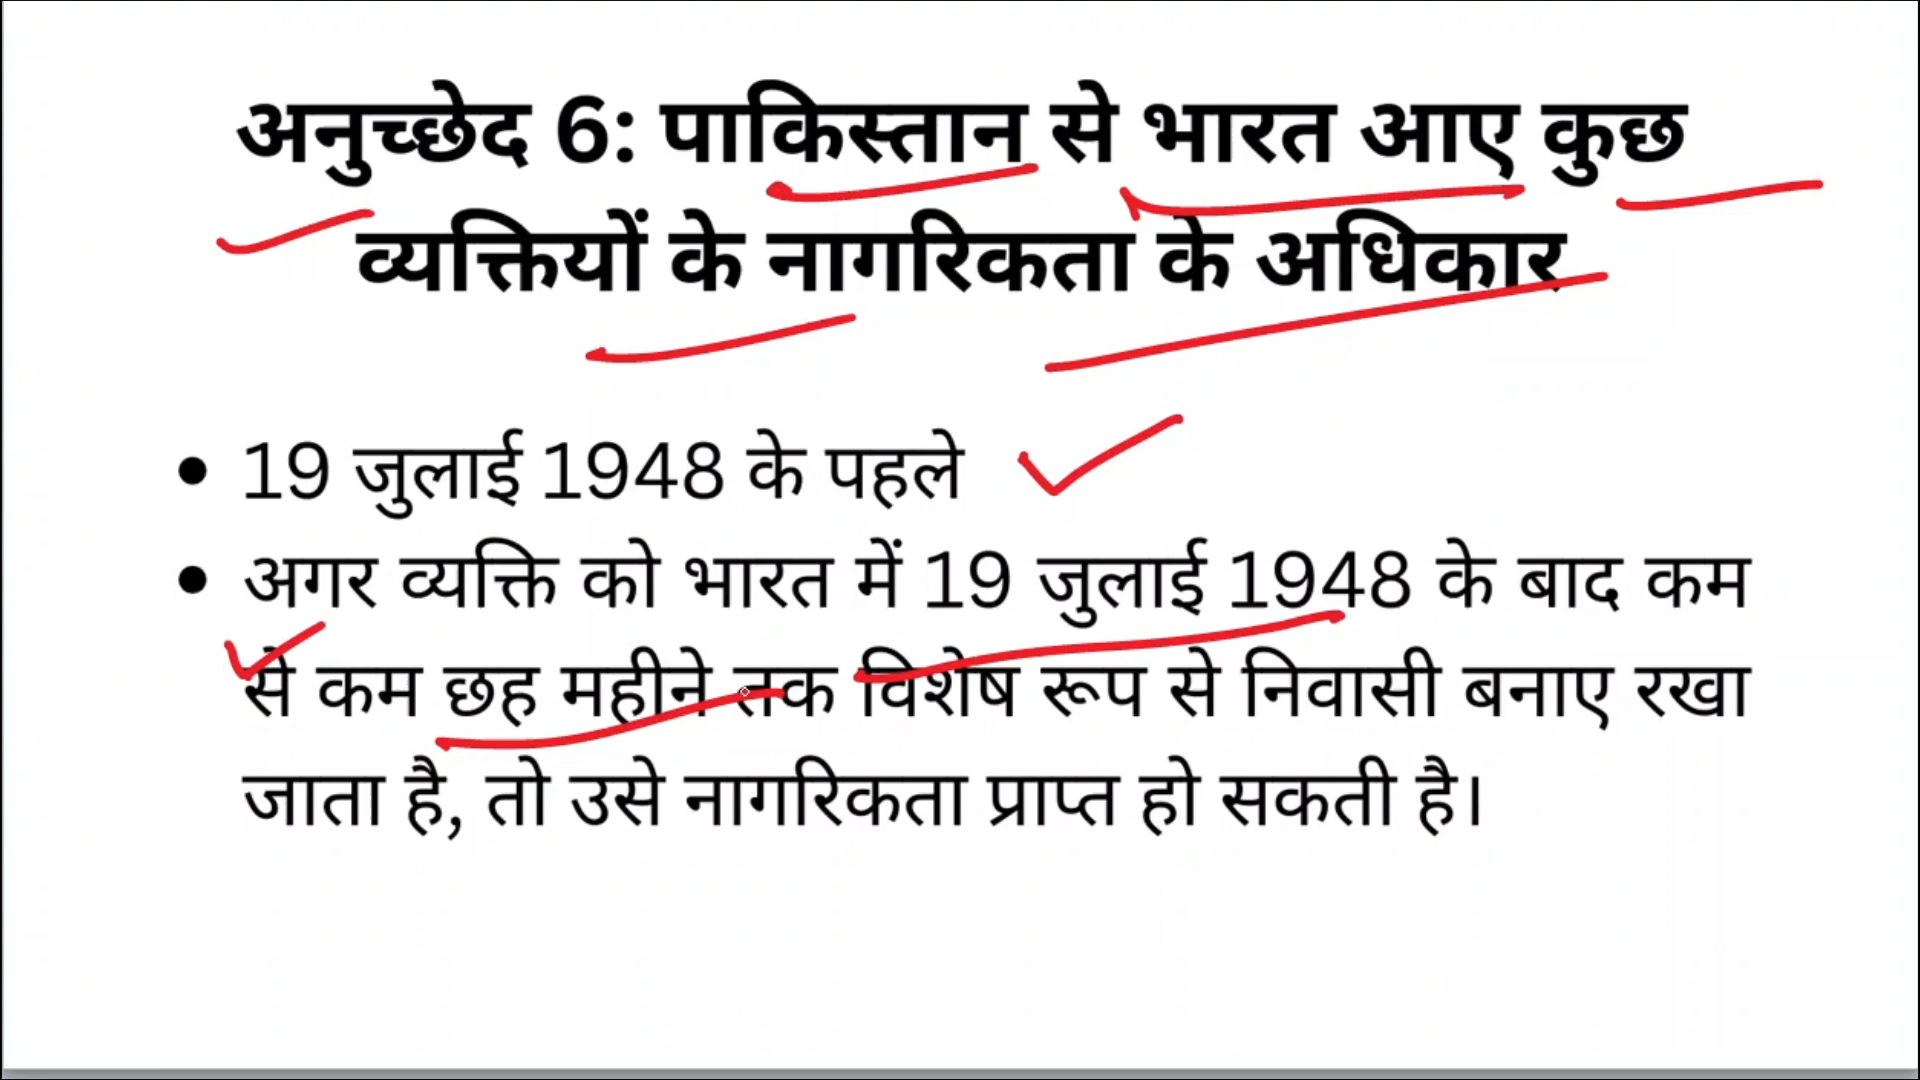 अनुच्छेद 6: पाकिस्तान से भारत आए कुछ
व्यक्तियों के नागरिकता के अधिकार
• 19 जुलाई 1948 के पहले
• अगर व्यक्ति को भारत में 19 जुलाई 1948 के बाद कम
से कम छह महीने तक विशेष रूप से निवासी बनाए रखा
जाता है, तो उसे नागरिकता प्राप्त हो सकती है।